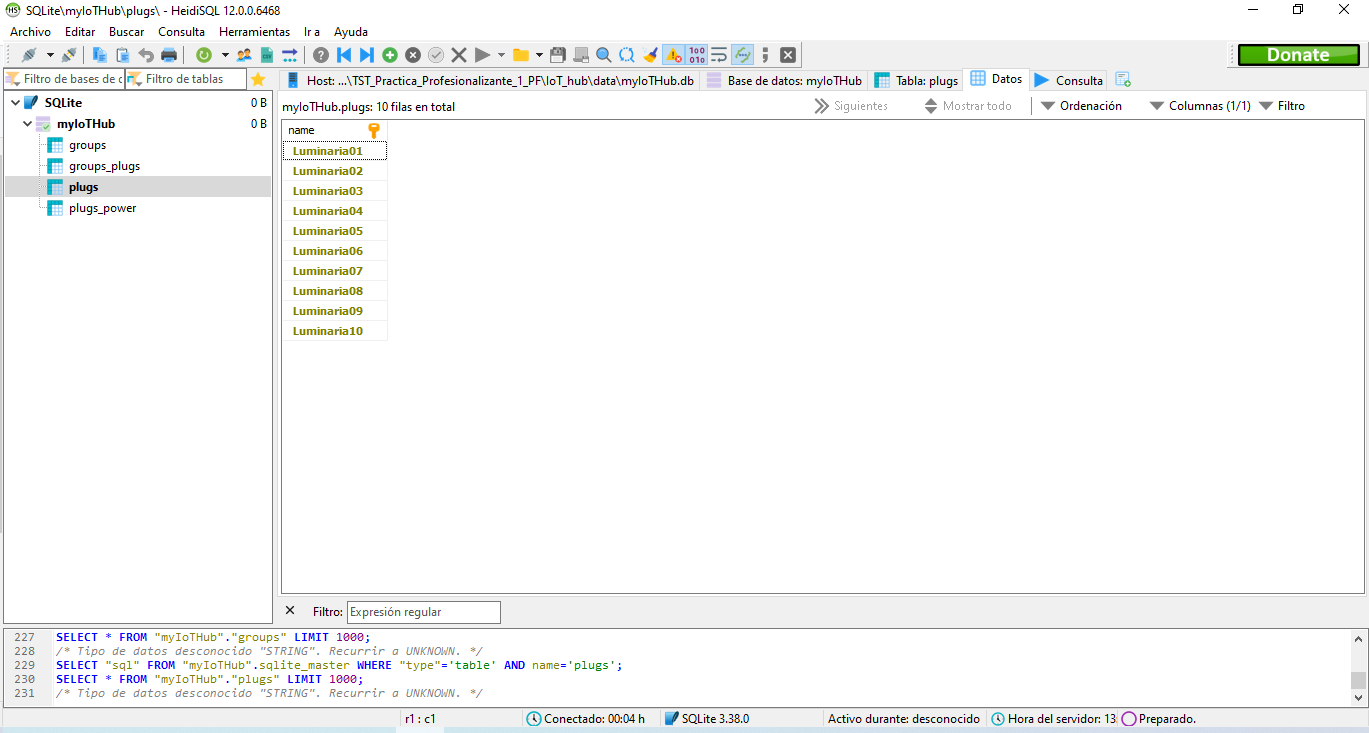 SQLite\myIoTHub\plugs\ - HeidiSQL 12.0.0.6468
Archivo Editar Buscar Consulta Herramientas Ir a Ayuda
Donate
Filtro de bases de c Filtro de tablas
Host: ...\TST_Practica_Profesionalizante_1_PF\IoT_hub\data\myIoTHub.db Base de datos: myIoTHub Tabla: plugs Datos Consulta
SQLite 0 B
myIoTHub 0 B
groups
groups_plugs
plugs
plugs_power
myIoTHub.plugs: 10 filas en total Siguientes Mostrar todo Ordenación Columnas (1/1) Filtro
name
Luminaria01
Luminaria02
Luminaria03
Luminaria04
Luminaria05
Luminaria06
Luminaria07
Luminaria08
Luminaria09
Luminaria10
Filtro: Expresión regular
227 SELECT * FROM "myIoTHub"."groups" LIMIT 1000;
228 /* Tipo de datos desconocido "STRING". Recurrir a UNKNOWN. */
229 SELECT "sql" FROM "myIoTHub".sqlite_master WHERE "type"='table' AND name='plugs';
230 SELECT * FROM "myIoTHub"."plugs" LIMIT 1000;
231 /* Tipo de datos desconocido "STRING". Recurrir a UNKNOWN. */
r1 : c1 Conectado: 00:04 h SQLite 3.38.0 Activo durante: desconocido Hora del servidor: 13 Preparado.